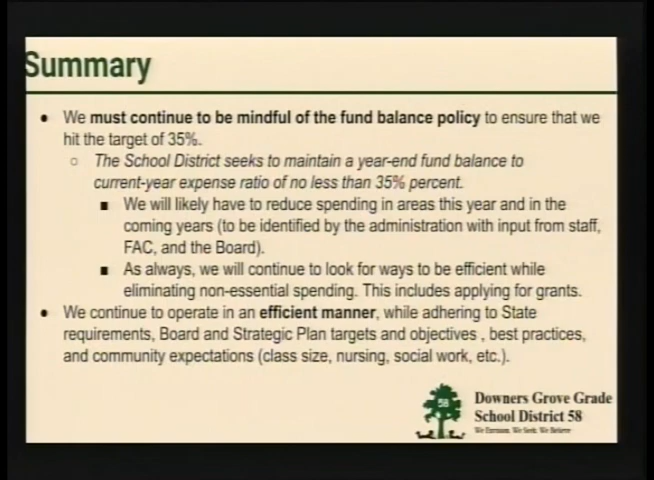 Summary
● We must continue to be mindful of the fund balance policy to ensure that we
hit the target of 35%.
○ The School District seeks to maintain a year-end fund balance to
current-year expense ratio of no less than 35% percent.
■ We will likely have to reduce spending in areas this year and in the
coming years (to be identified by the administration with input from staff,
FAC, and the Board).
■ As always, we will continue to look for ways to be efficient while
eliminating non-essential spending. This includes applying for grants.
● We continue to operate in an efficient manner, while adhering to State
requirements, Board and Strategic Plan targets and objectives , best practices,
and community expectations (class size, nursing, social work, etc.).
58
Downers Grove Grade
School District 58
We We Seek We Believe